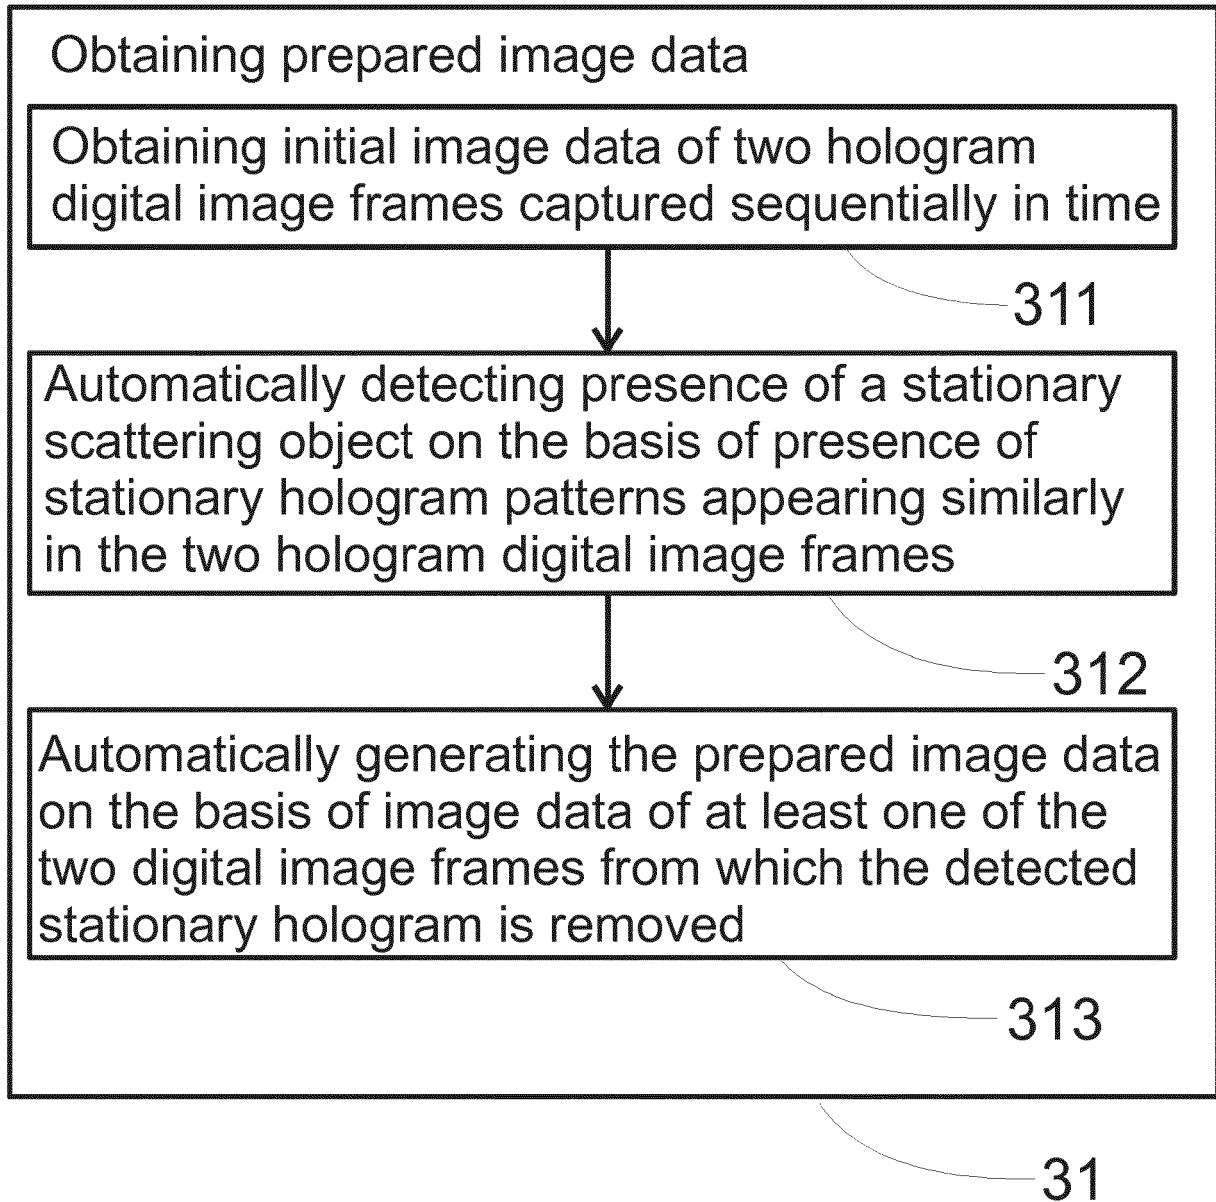 Obtaining prepared image data
Obtaining initial image data of two hologram
digital image frames captured sequentially in time
311
Automatically detecting presence of a stationary
scattering object on the basis of presence of
stationary hologram patterns appearing similarly
in the two hologram digital image frames
312
Automatically generating the prepared image data
on the basis of image data of at least one of the
two digital image frames from which the detected
stationary hologram is removed
313
31